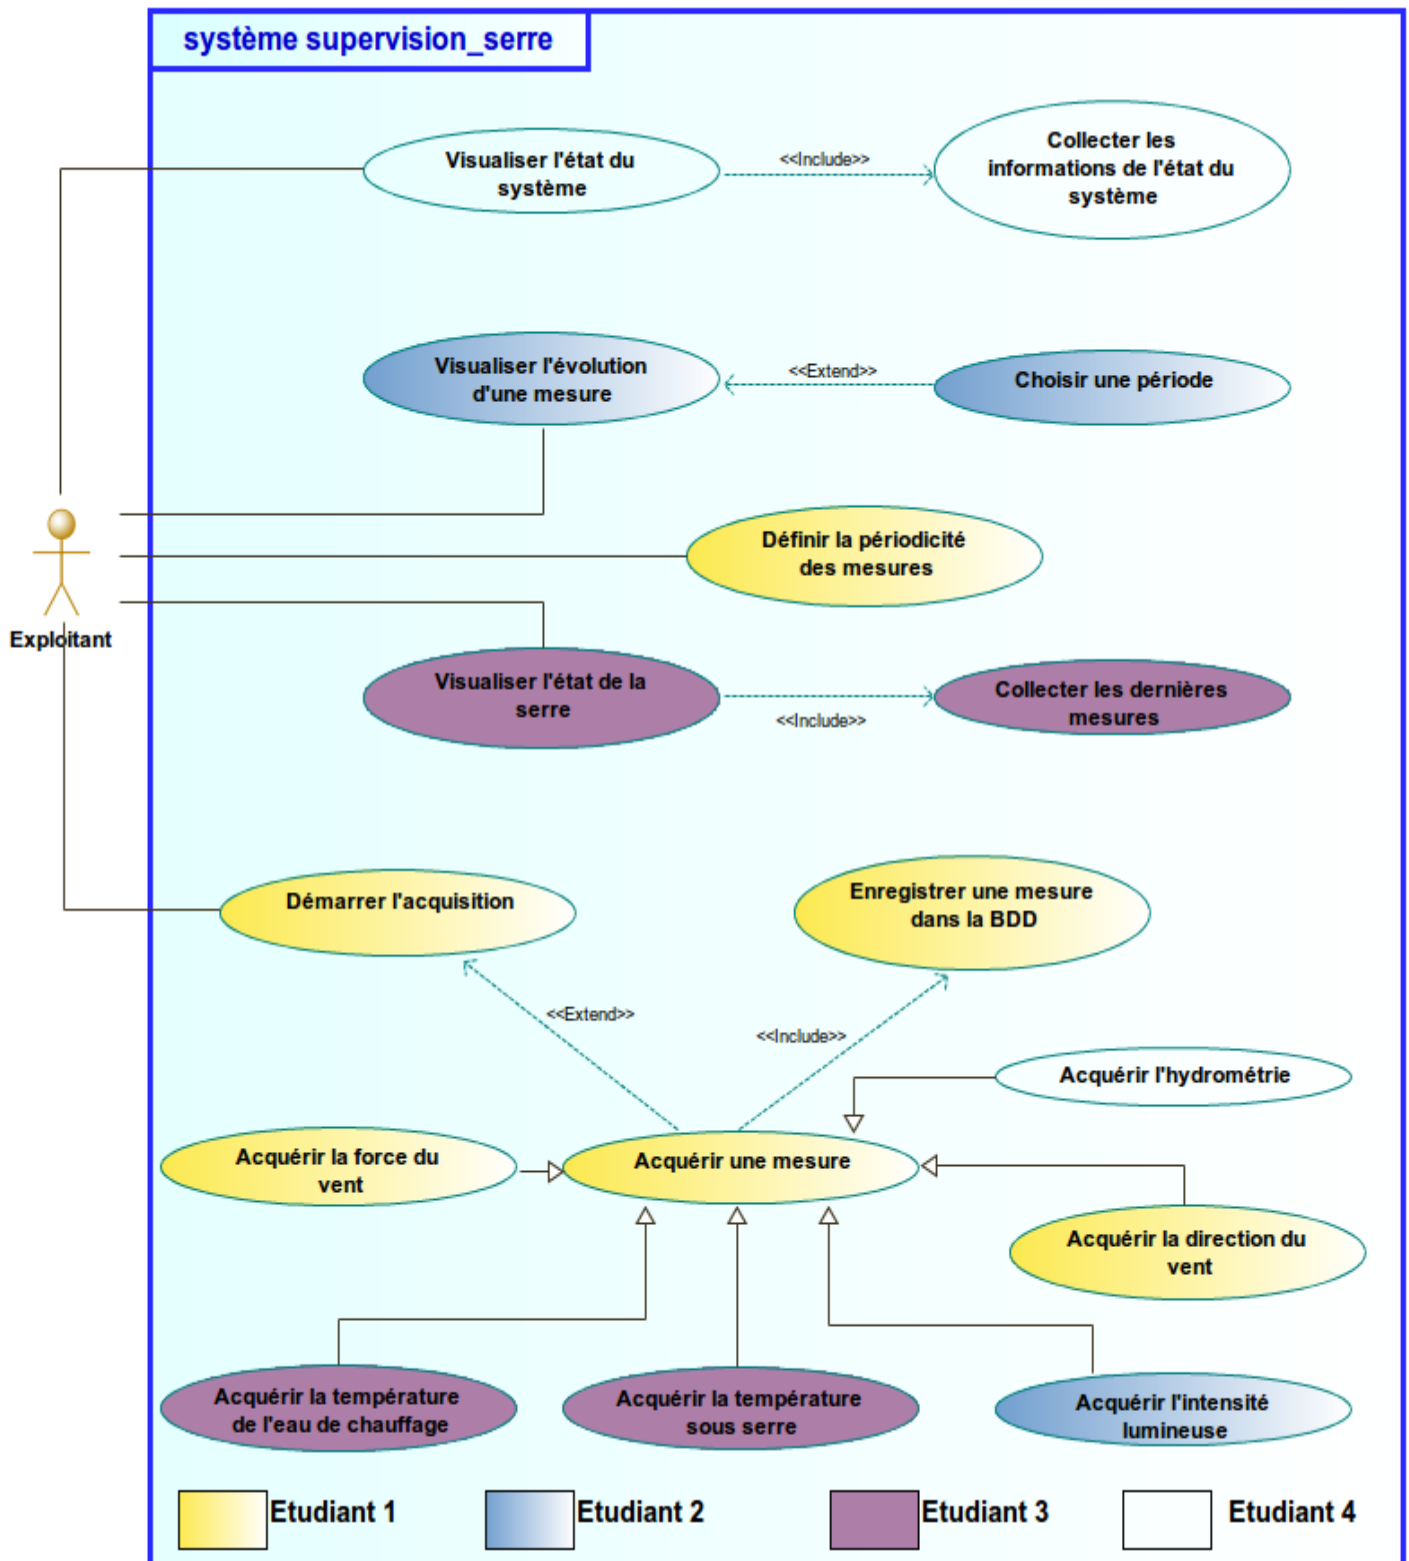 système supervision_serre
Visualiser l'état du
système
<<Include>>
Collecter les
informations de l'état du
système
Visualiser l'évolution
d'une mesure
<<Extend>>
Choisir une période
Définir la périodicité
des mesures
Exploitant
Visualiser l'état de la
serre
<<Include>>
Collecter les dernières
mesures
Démarrer l'acquisition
Enregistrer une mesure
dans la BDD
<<Extend>>
<<Include>>
Acquérir l'hydrométrie
Acquérir la force du
vent
Acquérir une mesure
Acquérir la direction du
vent
Acquérir la température
de l'eau de chauffage
Acquérir la température
sous serre
Acquérir l'intensité
lumineuse
Etudiant 1
Etudiant 2
Etudiant 3
Etudiant 4